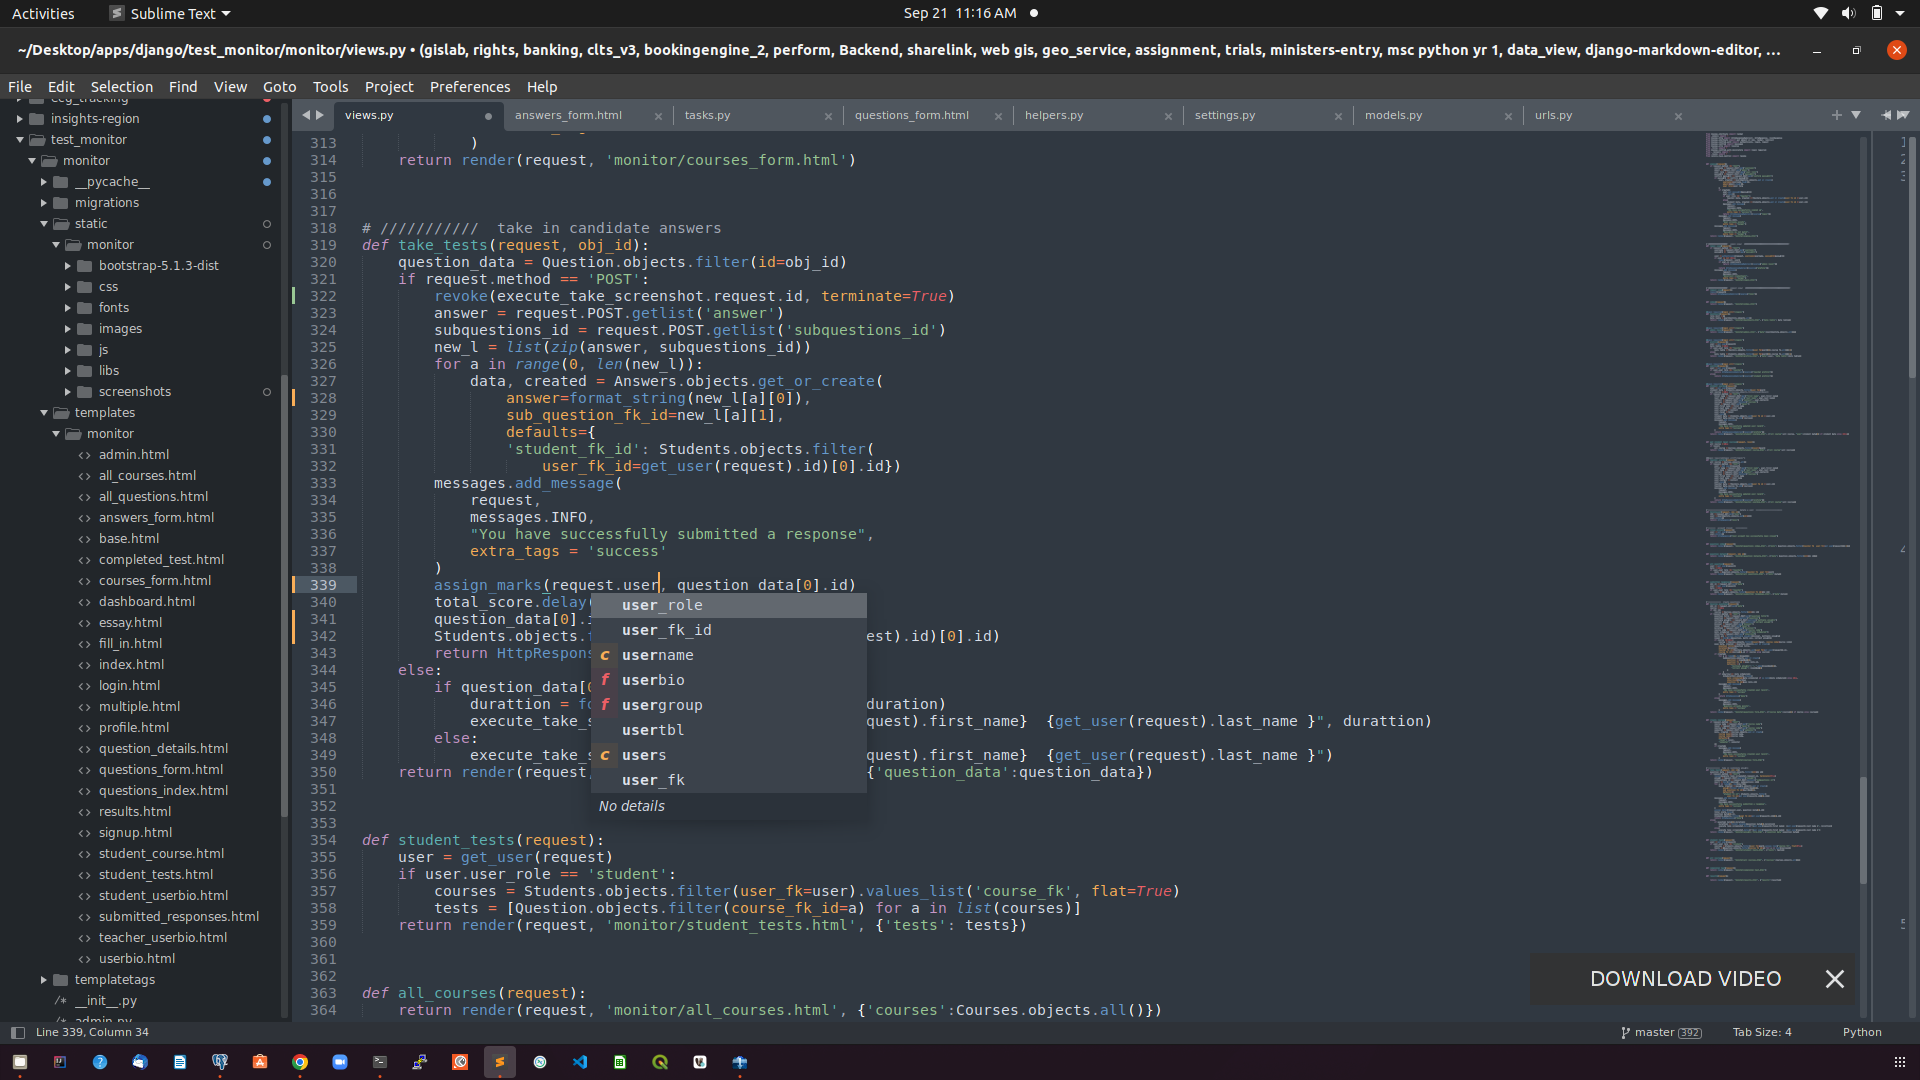 Activities
Sublime Text
Sep 21 11:16 AM
~/Desktop/apps/django/test_monitor/monitor/views.py • (gislab, rights, banking, clts_v3, bookingengine_2, perform, Backend, sharelink, web gis, geo_service, assignment, trials, ministers-entry, msc python yr 1, data_view, django-markdown-editor, ...
File Edit Selection Find View Goto Tools Project Preferences Help
views.py
answers_form.html
tasks.py
questions_form.html
helpers.py
settings.py
models.py
urls.py
insights-region
test_monitor
monitor
__pycache__
migrations
static
monitor
bootstrap-5.1.3-dist
css
fonts
images
js
libs
screenshots
templates
monitor
admin.html
all_courses.html
all_questions.html
answers_form.html
base.html
completed_test.html
courses_form.html
dashboard.html
essay.html
fill_in.html
index.html
login.html
multiple.html
profile.html
question_details.html
questions_form.html
questions_index.html
results.html
signup.html
student_course.html
student_tests.html
student_userbio.html
submitted_responses.html
teacher_userbio.html
userbio.html
templatetags
__init__.py
admin.py
313 )
314 return render(request, 'monitor/courses_form.html')
315
316
317
318 # /////////// take in candidate answers
319 def take_tests(request, obj_id):
320 question_data = Question.objects.filter(id=obj_id)
321 if request.method == 'POST':
322 revoke(execute_take_screenshot.request.id, terminate=True)
323 answer = request.POST.getlist('answer')
324 subquestions_id = request.POST.getlist('subquestions_id')
325 new_l = list(zip(answer, subquestions_id))
326 for a in range(0, len(new_l)):
327 data, created = Answers.objects.get_or_create(
328 answer=format_string(new_l[a][0]),
329 sub_question_fk_id=new_l[a][1],
330 defaults={
331 'student_fk_id': Students.objects.filter(
332 user_fk_id=get_user(request).id)[0].id})
333 messages.add_message(
334 request,
335 messages.INFO,
336 "You have successfully submitted a response",
337 extra_tags = 'success'
338 )
339 assign_marks(request.user, question_data[0].id)
340 total_score.delay(
341 question_data[0].i
342 Students.objects.f est).id)[0].id)
343 return HttpRespons
344 else:
345 if question_data[0
346 durattion = fo duration)
347 execute_take_s quest).first_name} {get_user(request).last_name }", durattion)
348 else:
349 execute_take_s quest).first_name} {get_user(request).last_name }")
350 return render(request, {'question_data':question_data})
351
352
353
354 def student_tests(request):
355 user = get_user(request)
356 if user.user_role == 'student':
357 courses = Students.objects.filter(user_fk=user).values_list('course_fk', flat=True)
358 tests = [Question.objects.filter(course_fk_id=a) for a in list(courses)]
359 return render(request, 'monitor/student_tests.html', {'tests': tests})
360
361
362
363 def all_courses(request):
364 return render(request, 'monitor/all_courses.html', {'courses':Courses.objects.all()})
user_role
user_fk_id
c username
f userbio
f usergroup
usertbl
c users
user_fk
No details
DOWNLOAD VIDEO
Line 339, Column 34
master 392
Tab Size: 4
Python